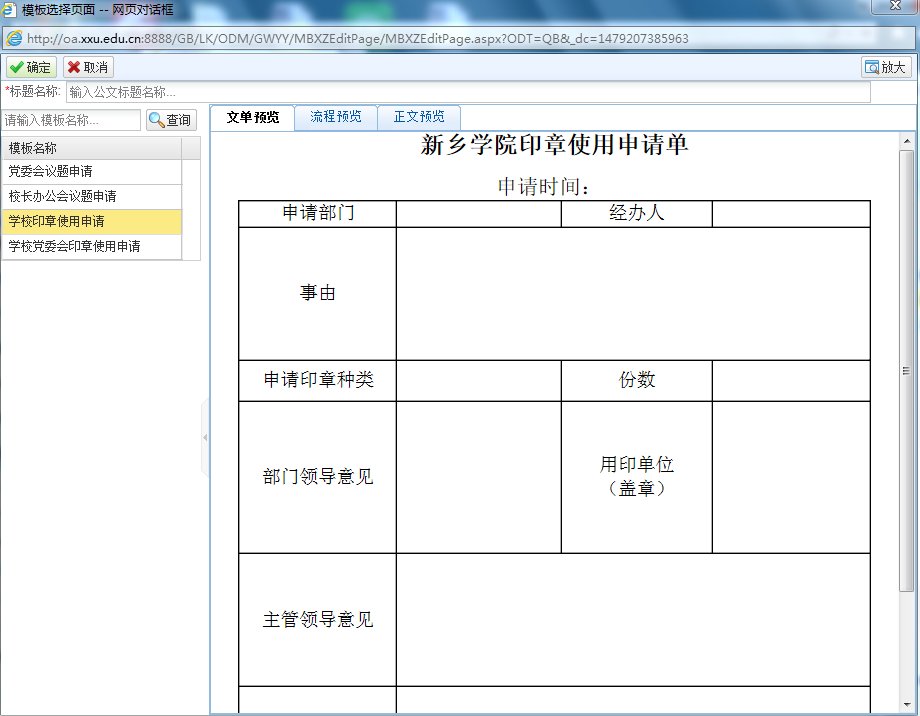 模板选择页面 -- 网页对话框
http://oa.xxu.edu.cn:8888/GB/LK/ODM/GWYY/MBXZEditPage/MBXZEditPage.aspx?ODT=QB&_dc=1479207385963
确定 取消 放大
*标题名称: 输入公文标题名称...
请输入模板名称... 查询
文单预览 流程预览 正文预览
模板名称
党委会议题申请
校长办公会议题申请
学校印章使用申请
学校党委会印章使用申请
新乡学院印章使用申请单
申请时间：
申请部门 经办人
事由
申请印章种类 份数
部门领导意见 用印单位
（盖章）
主管领导意见